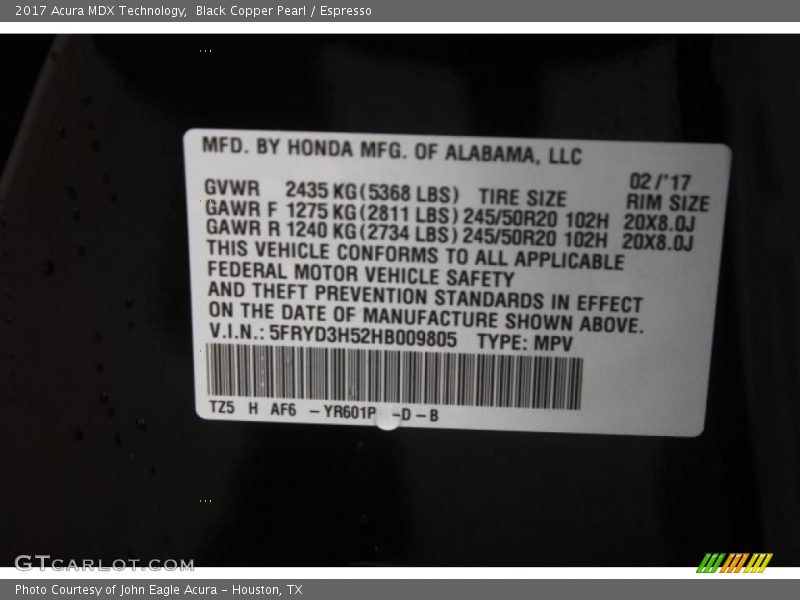 2017 Acura MDX Technology,  Black Copper Pearl / Espresso
MFD. BY HONDA MFG. OF ALABAMA, LLC
02/'17
GVWR 2435 KG(5368 LBS) TIRE SIZE RIM SIZE
GAWR F 1275 KG(2811 LBS) 245/50R20 102H 20X8.0J
GAWR R 1240 KG(2734 LBS) 245/50R20 102H 20X8.0J
THIS VEHICLE CONFORMS TO ALL APPLICABLE
FEDERAL MOTOR VEHICLE SAFETY
AND THEFT PREVENTION STANDARDS IN EFFECT
ON THE DATE OF MANUFACTURE SHOWN ABOVE.
V.I.N.: 5FRYD3H52HB009805 TYPE: MPV
TZ5 H AF6 -YR601P -D-B
GTCARLOT.COM
Photo Courtesy of John Eagle Acura - Houston, TX